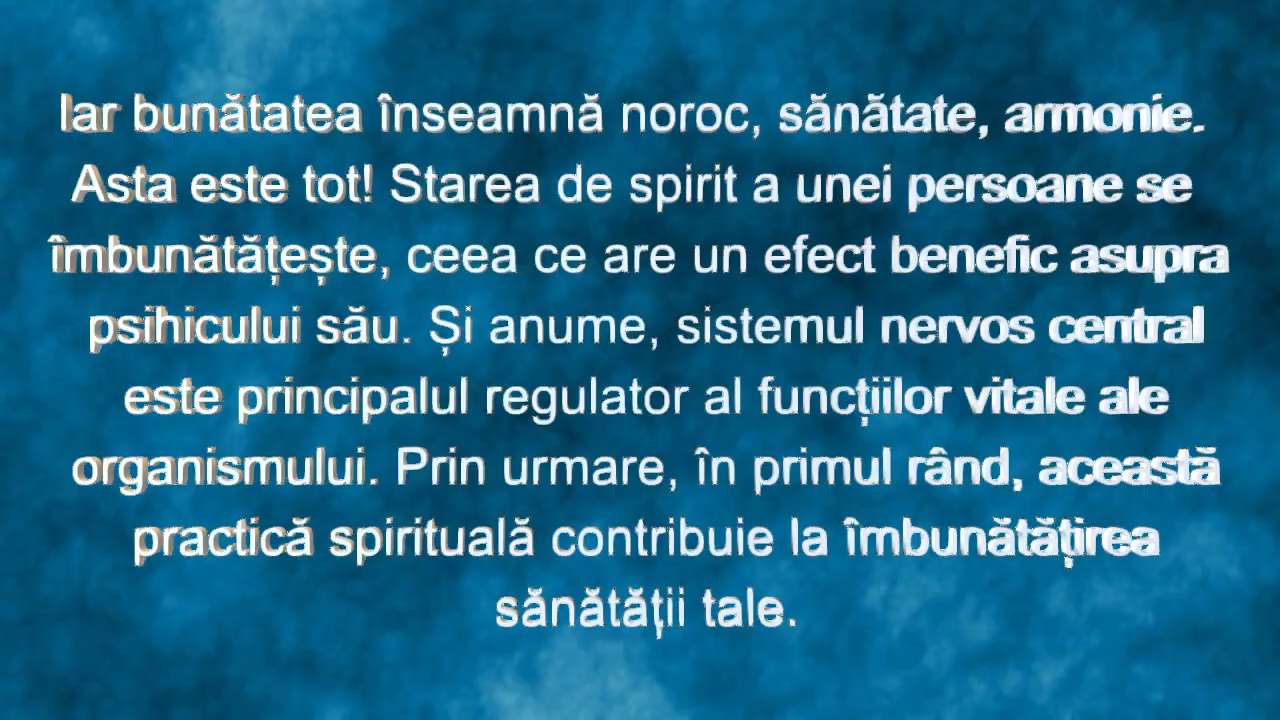 Iar bunătatea înseamnă noroc, sănătate, armonie.
Asta este tot! Starea de spirit a unei persoane se
îmbunătățește, ceea ce are un efect benefic asupra
psihicului său. Și anume, sistemul nervos central
este principalul regulator al funcțiilor vitale ale
organismului. Prin urmare, în primul rând, această
practică spirituală contribuie la îmbunătățirea
sănătății tale.